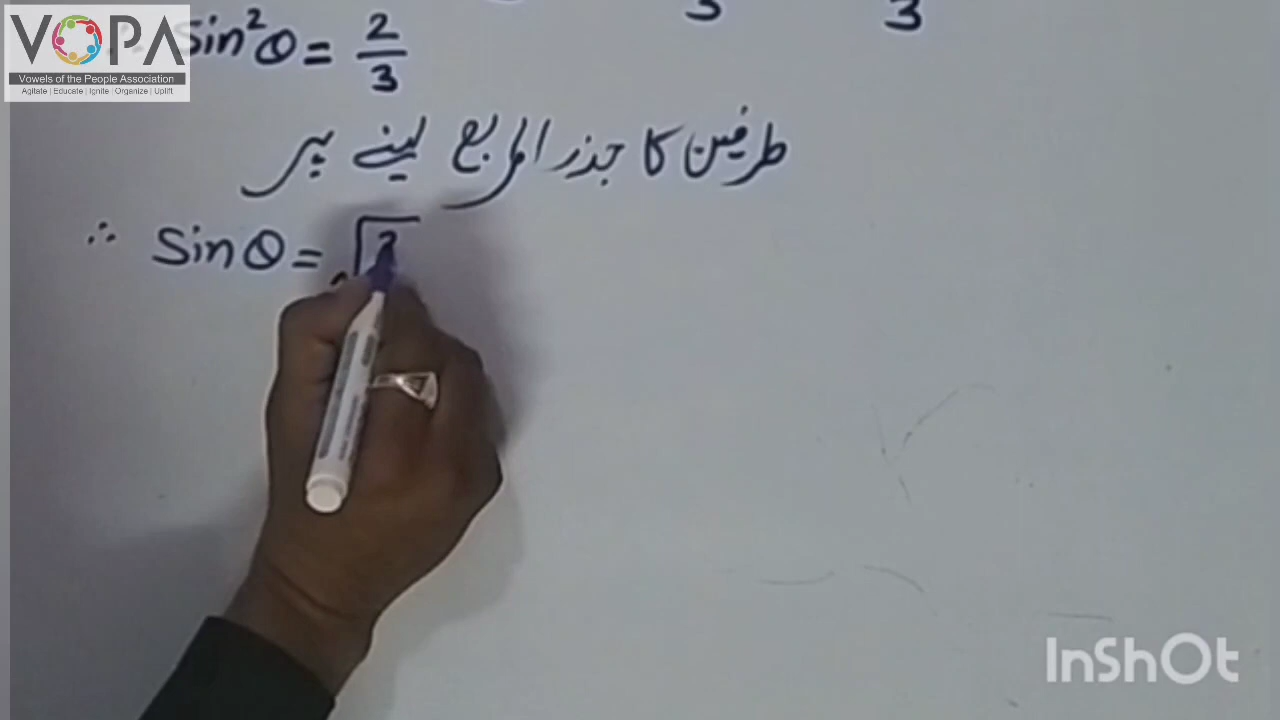 VOPA
Vowels of the People Association
Agitate | Educate | Ignite | Organize | Uplift
Sin²θ = 2/3
طرفین کا جذر المربع لینے پر
∴ Sinθ = √2
InShOt